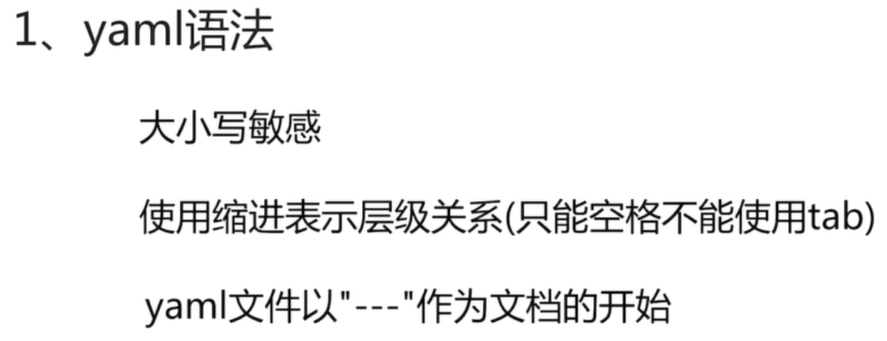 1、yaml语法
大小写敏感
使用缩进表示层级关系(只能空格不能使用tab)
yaml文件以"---"作为文档的开始